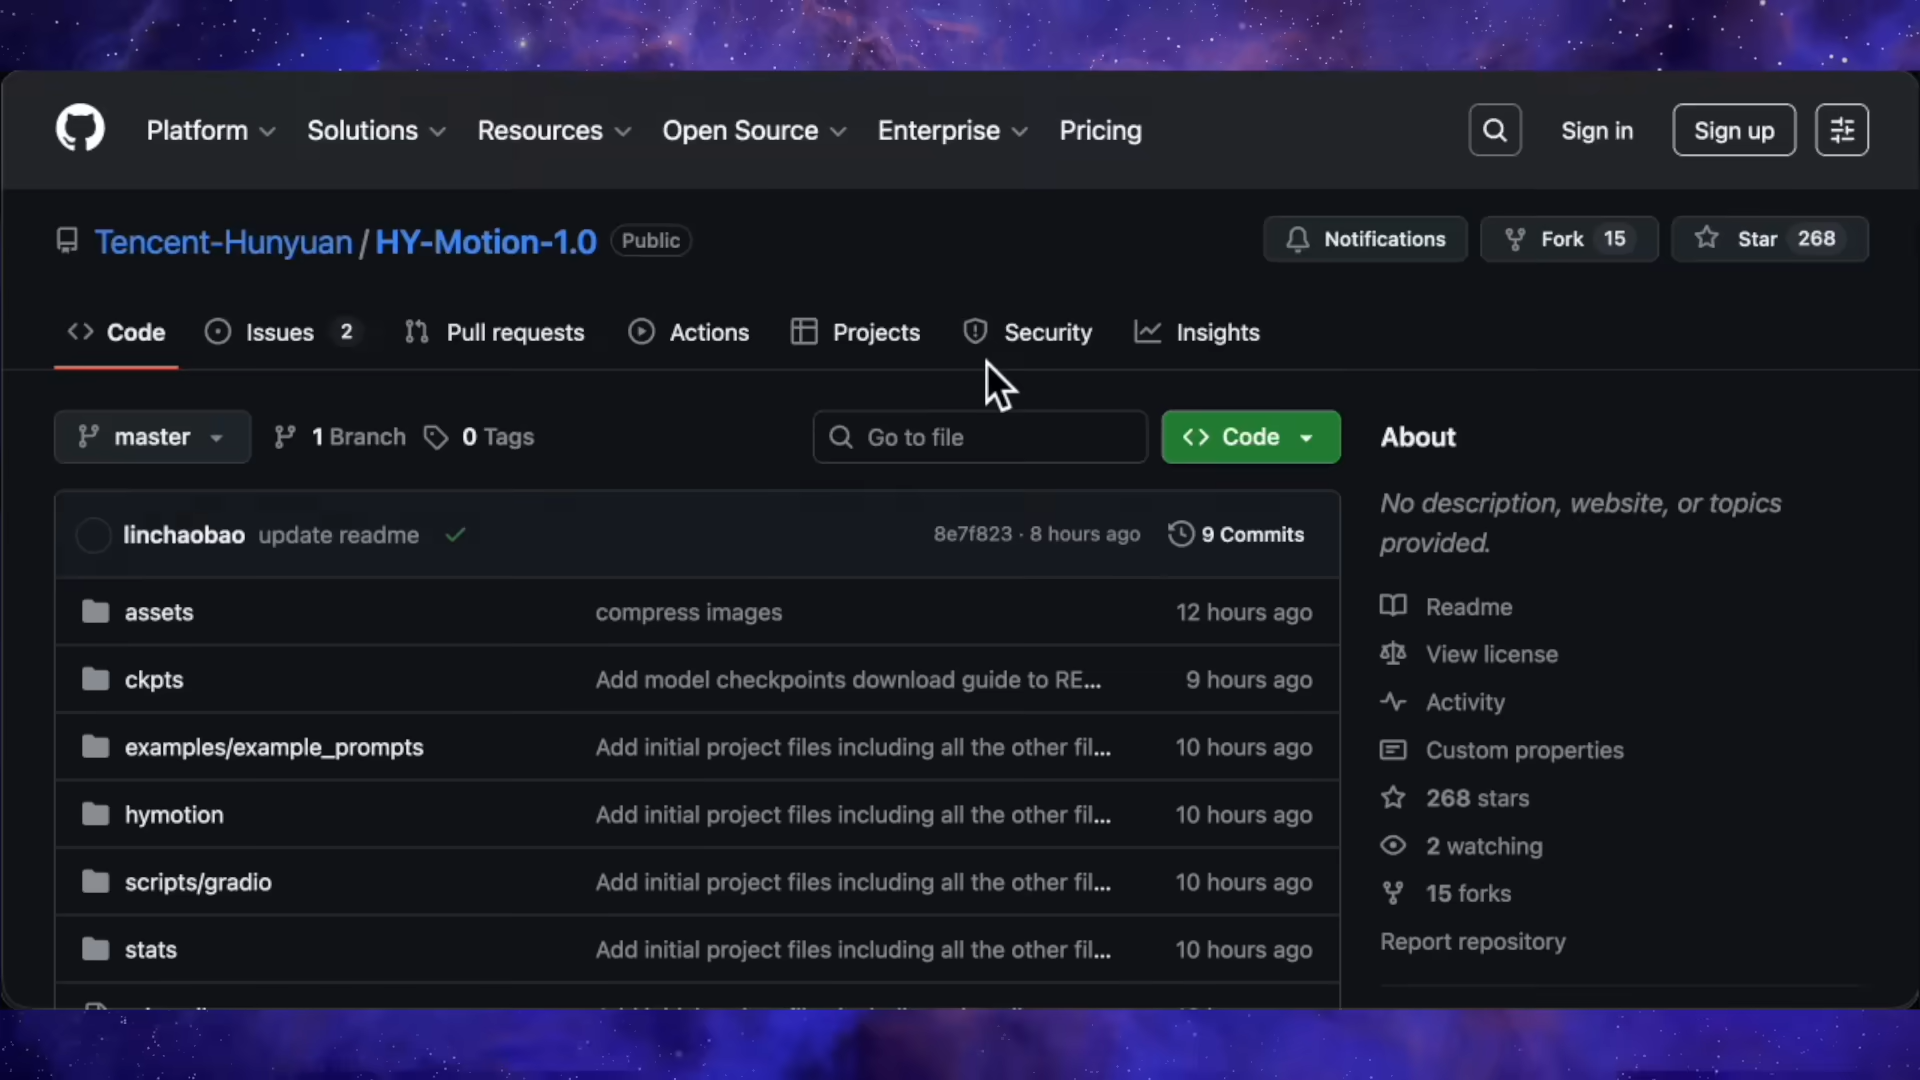 Platform Solutions Resources Open Source Enterprise Pricing Sign in Sign up
Tencent-Hunyuan / HY-Motion-1.0 Public Notifications Fork 15 Star 268
Code Issues 2 Pull requests Actions Projects Security Insights
master 1 Branch 0 Tags Go to file Code
linchaobao update readme 8e7f823 · 8 hours ago 9 Commits
assets compress images 12 hours ago
ckpts Add model checkpoints download guide to RE... 9 hours ago
examples/example_prompts Add initial project files including all the other fil... 10 hours ago
hymotion Add initial project files including all the other fil... 10 hours ago
scripts/gradio Add initial project files including all the other fil... 10 hours ago
stats Add initial project files including all the other fil... 10 hours ago
About
No description, website, or topics
provided.
Readme
View license
Activity
Custom properties
268 stars
2 watching
15 forks
Report repository